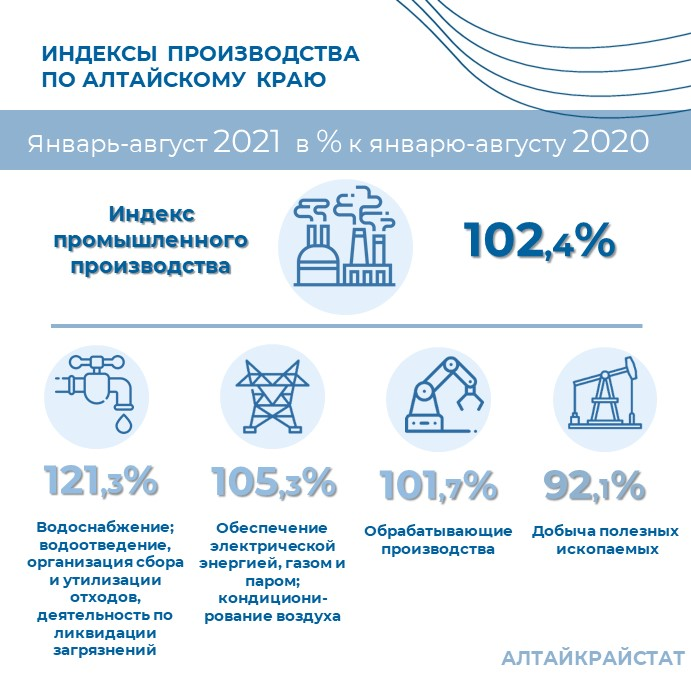 ИНДЕКСЫ ПРОИЗВОДСТВА
ПО АЛТАЙСКОМУ КРАЮ
Январь-август 2021 в % к январю-августу 2020
Индекс
промышленного
производства
102,4%
121,3%
Водоснабжение;
водоотведение,
организация сбора
и утилизации
отходов,
деятельность по
ликвидации
загрязнений
105,3%
Обеспечение
электрической
энергией, газом и
паром;
кондициони-
рование воздуха
101,7%
Обрабатывающие
производства
92,1%
Добыча полезных
ископаемых
АЛТАЙКРАЙСТАТ